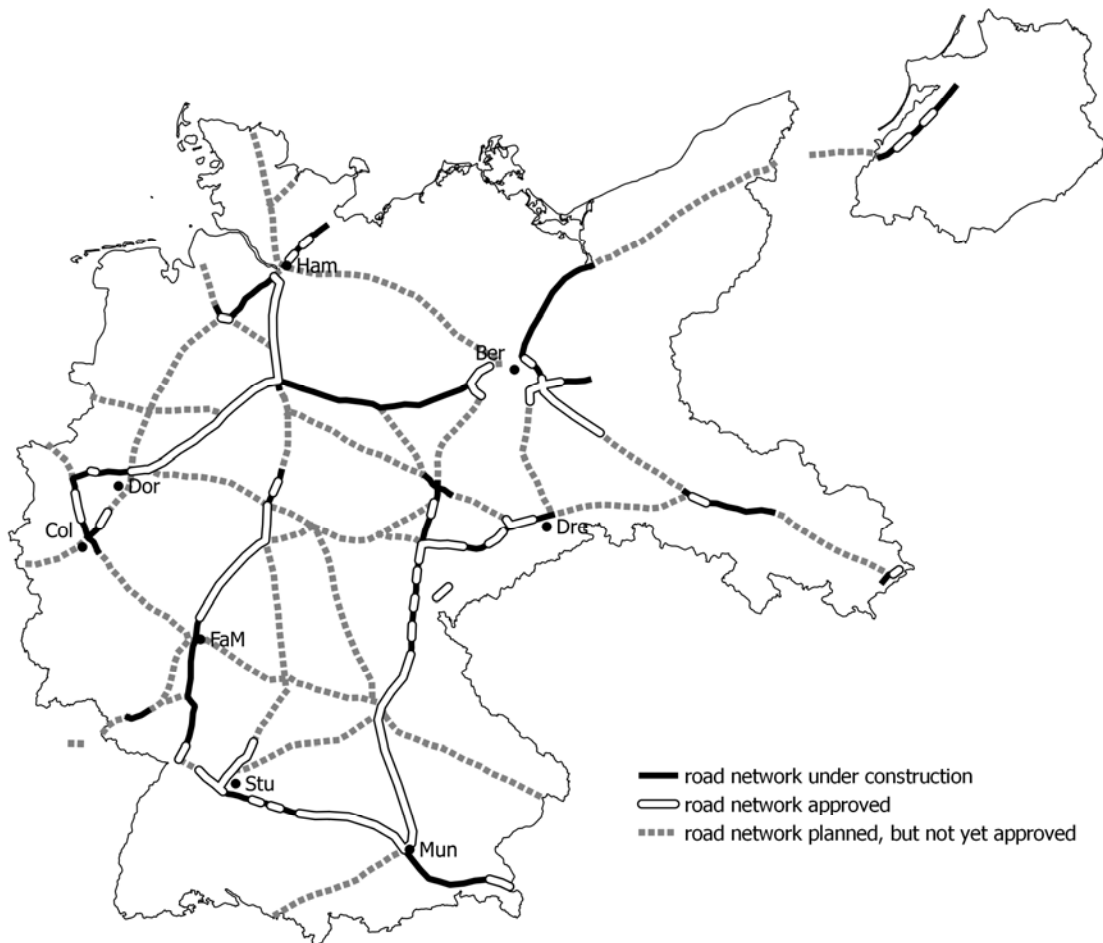 Ham
Ber
Dor
Col
Dre
FaM
Stu
Mun
road network under construction
road network approved
road network planned, but not yet approved